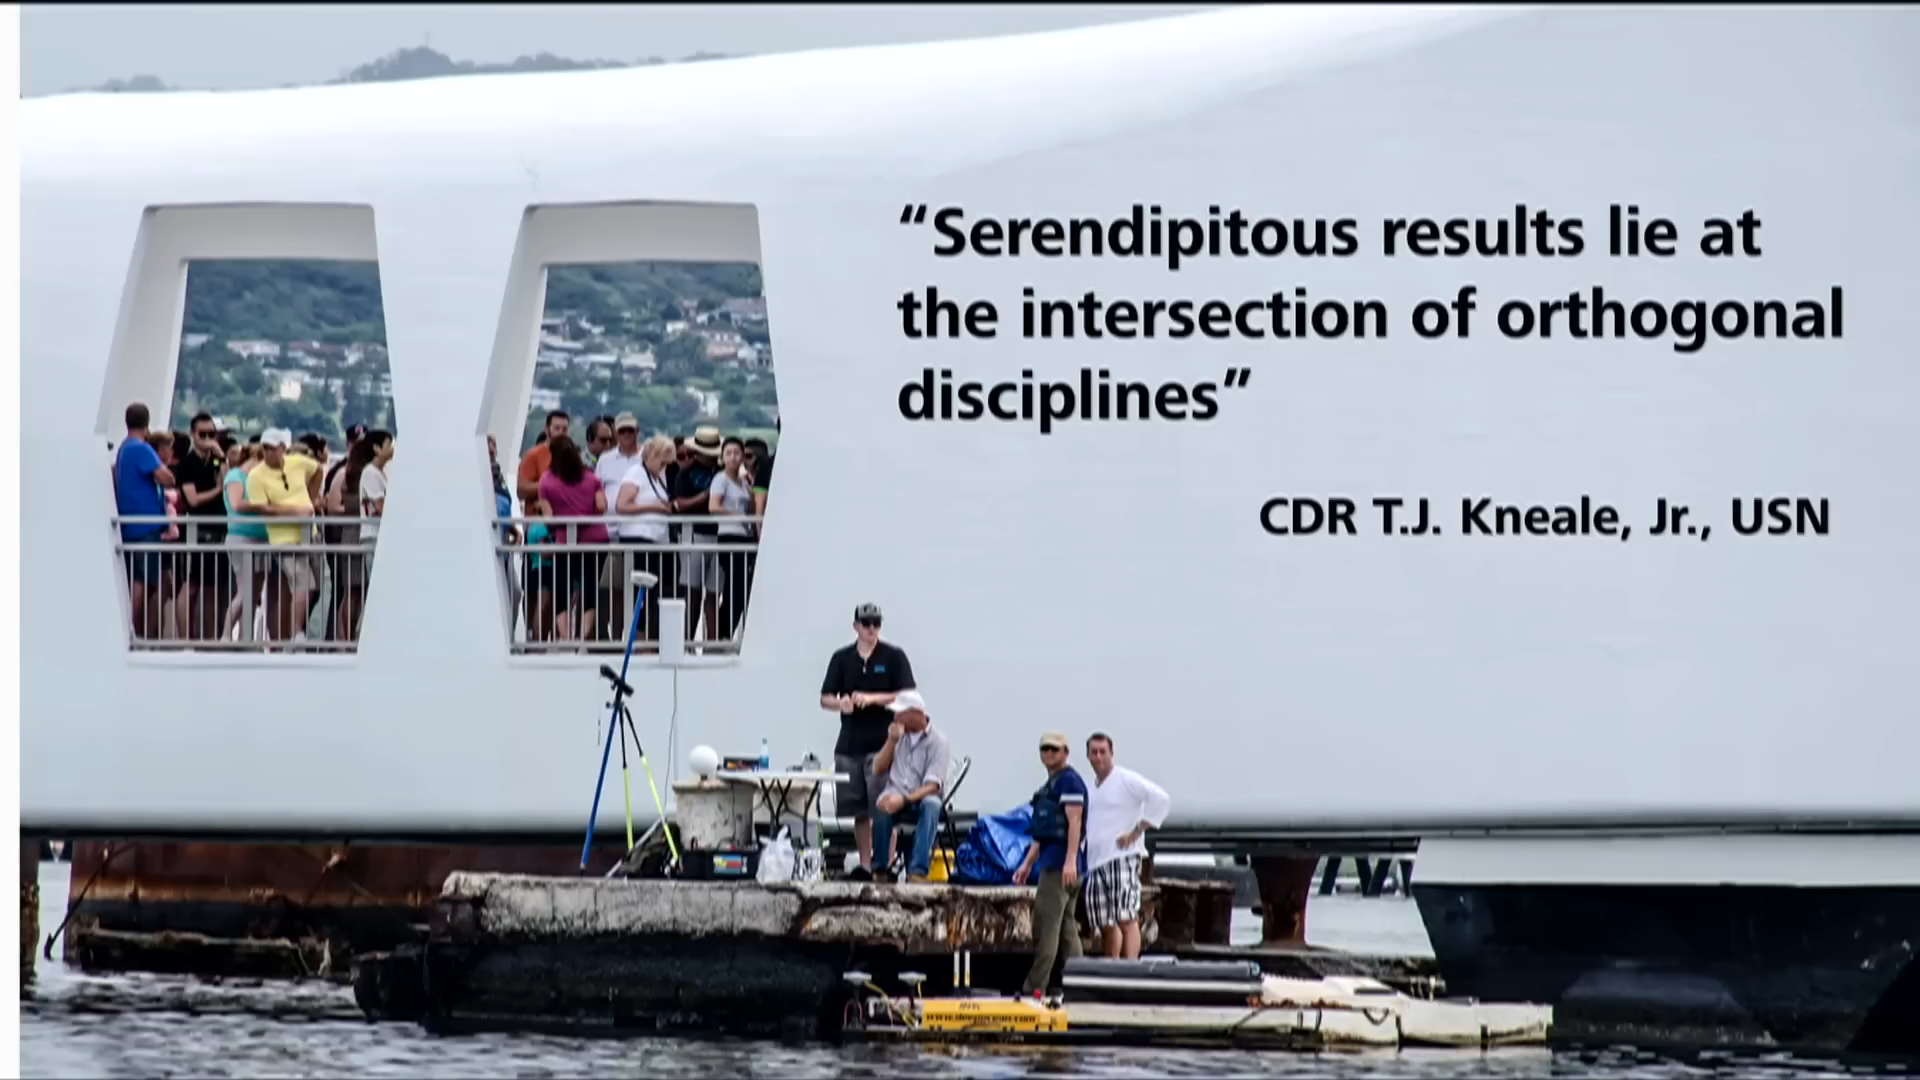 “Serendipitous results lie at
the intersection of orthogonal
disciplines”
CDR T.J. Kneale, Jr., USN